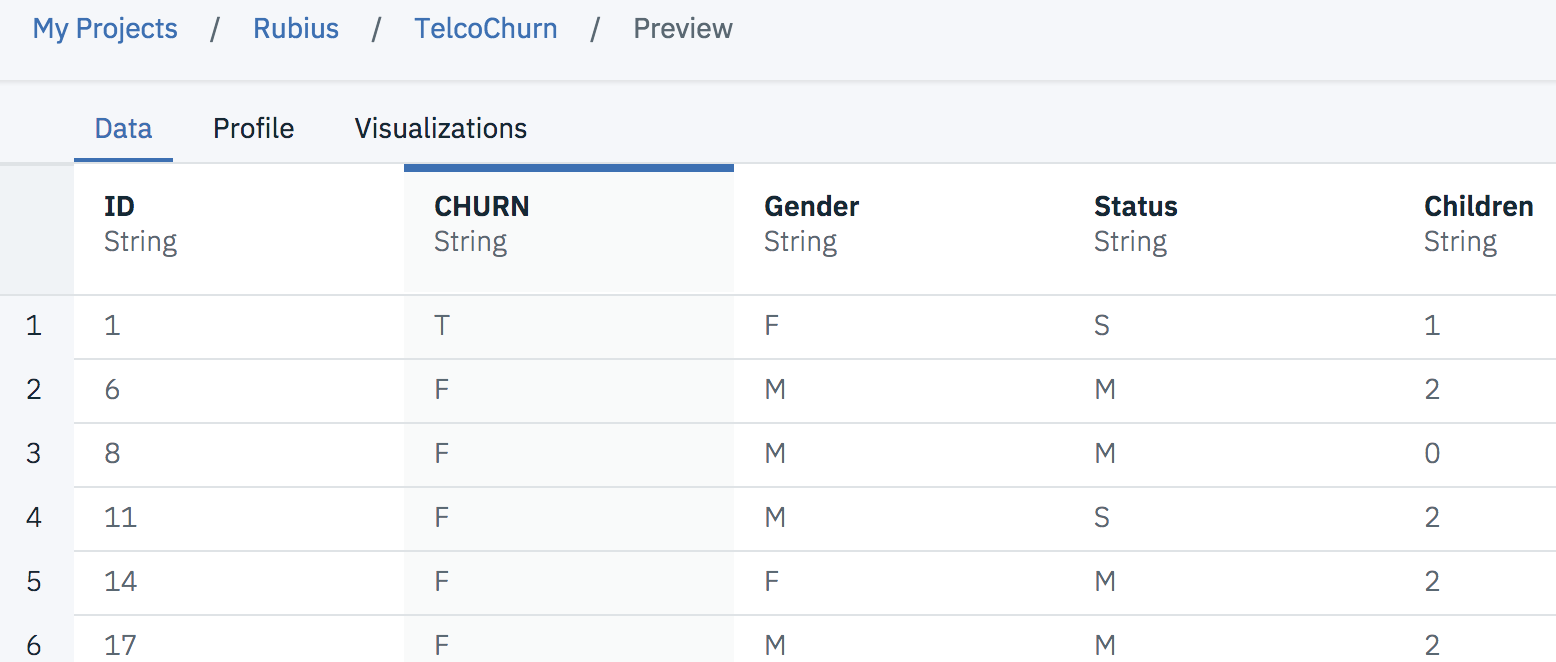 My Projects / Rubius / TelcoChurn / Preview
Data Profile Visualizations
ID CHURN Gender Status Children
String String String String String
1 1 T F S 1
2 6 F M M 2
3 8 F M M 0
4 11 F M S 2
5 14 F F M 2
6 17 F M M 2